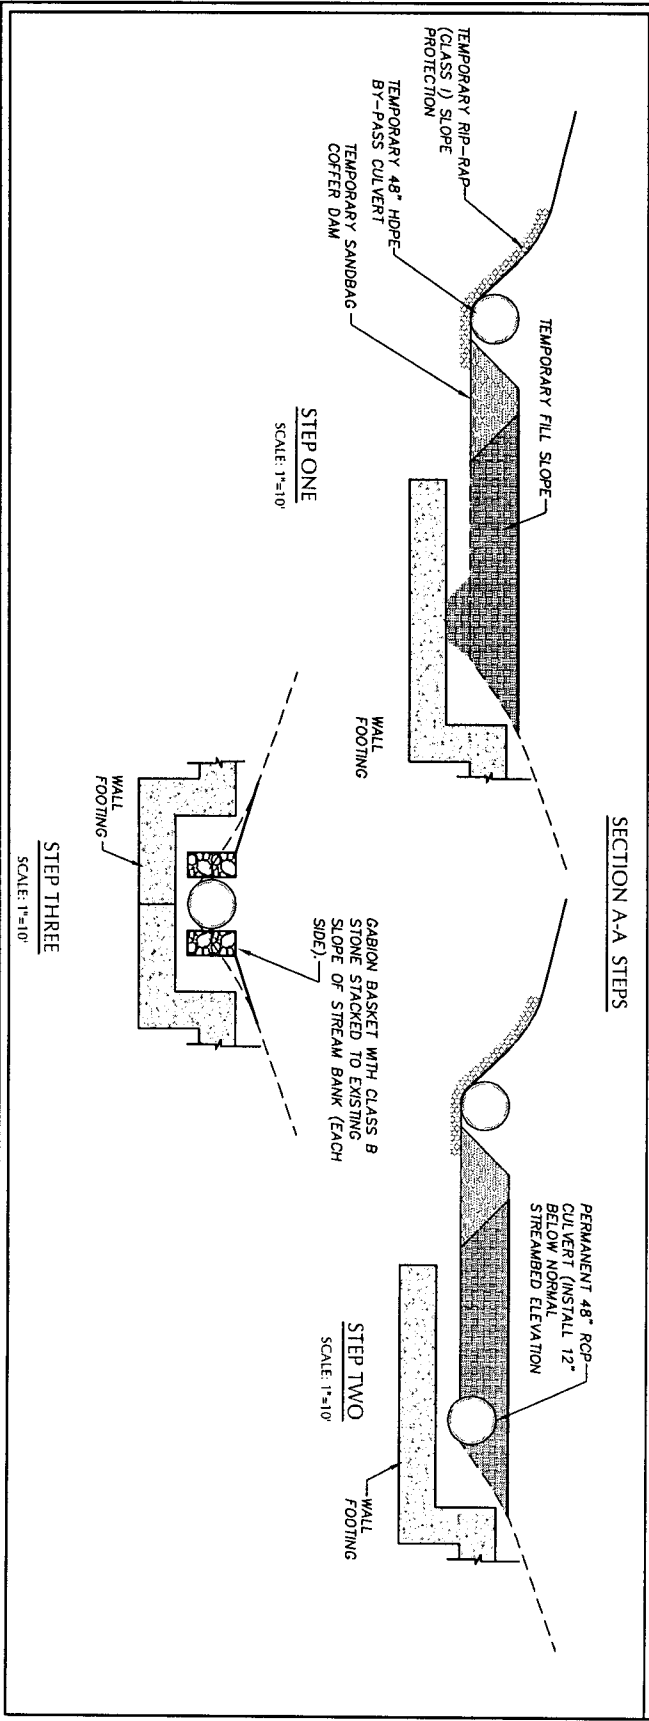 SECTION A-A STEPS
TEMPORARY RIP-RAP
(CLASS I) SLOPE
PROTECTION
TEMPORARY 48" HDPE
BY-PASS CULVERT
TEMPORARY SANDBAG
COFFER DAM
TEMPORARY FILL SLOPE
WALL
FOOTING
STEP ONE
SCALE: 1"=10'
PERMANENT 48" RCP
CULVERT (INSTALL 12"
BELOW NORMAL
STREAMBED ELEVATION
WALL
FOOTING
STEP TWO
SCALE: 1"=10'
GABION BASKET WITH CLASS B
STONE STACKED TO EXISTING
SLOPE OF STREAM BANK (EACH
SIDE).
WALL
FOOTING
STEP THREE
SCALE: 1"=10'